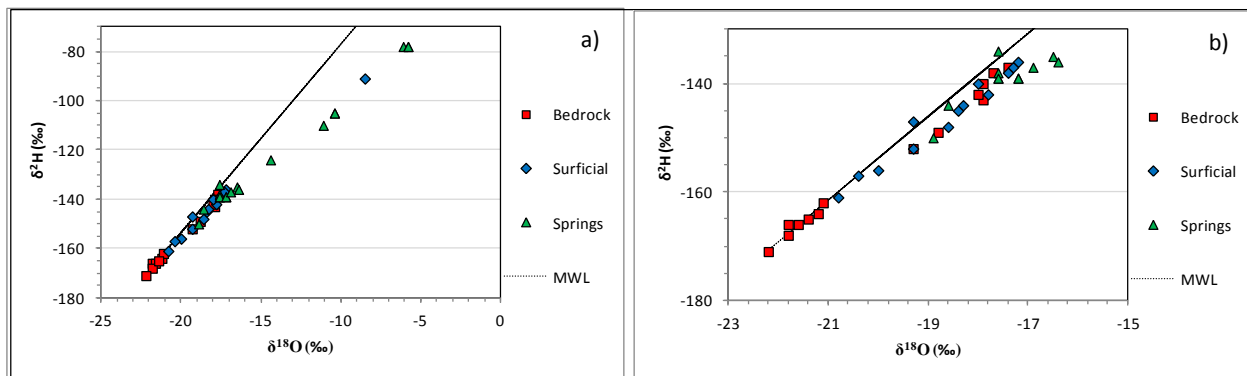 a)
δ²H (‰)
-80
-100
-120
-140
-160
-180
-25 -20 -15 -10 -5 0
δ¹⁸O (‰)
Bedrock
Surficial
Springs
MWL
b)
δ²H (‰)
-140
-160
-180
-23 -21 -19 -17 -15
δ¹⁸O (‰)
Bedrock
Surficial
Springs
MWL